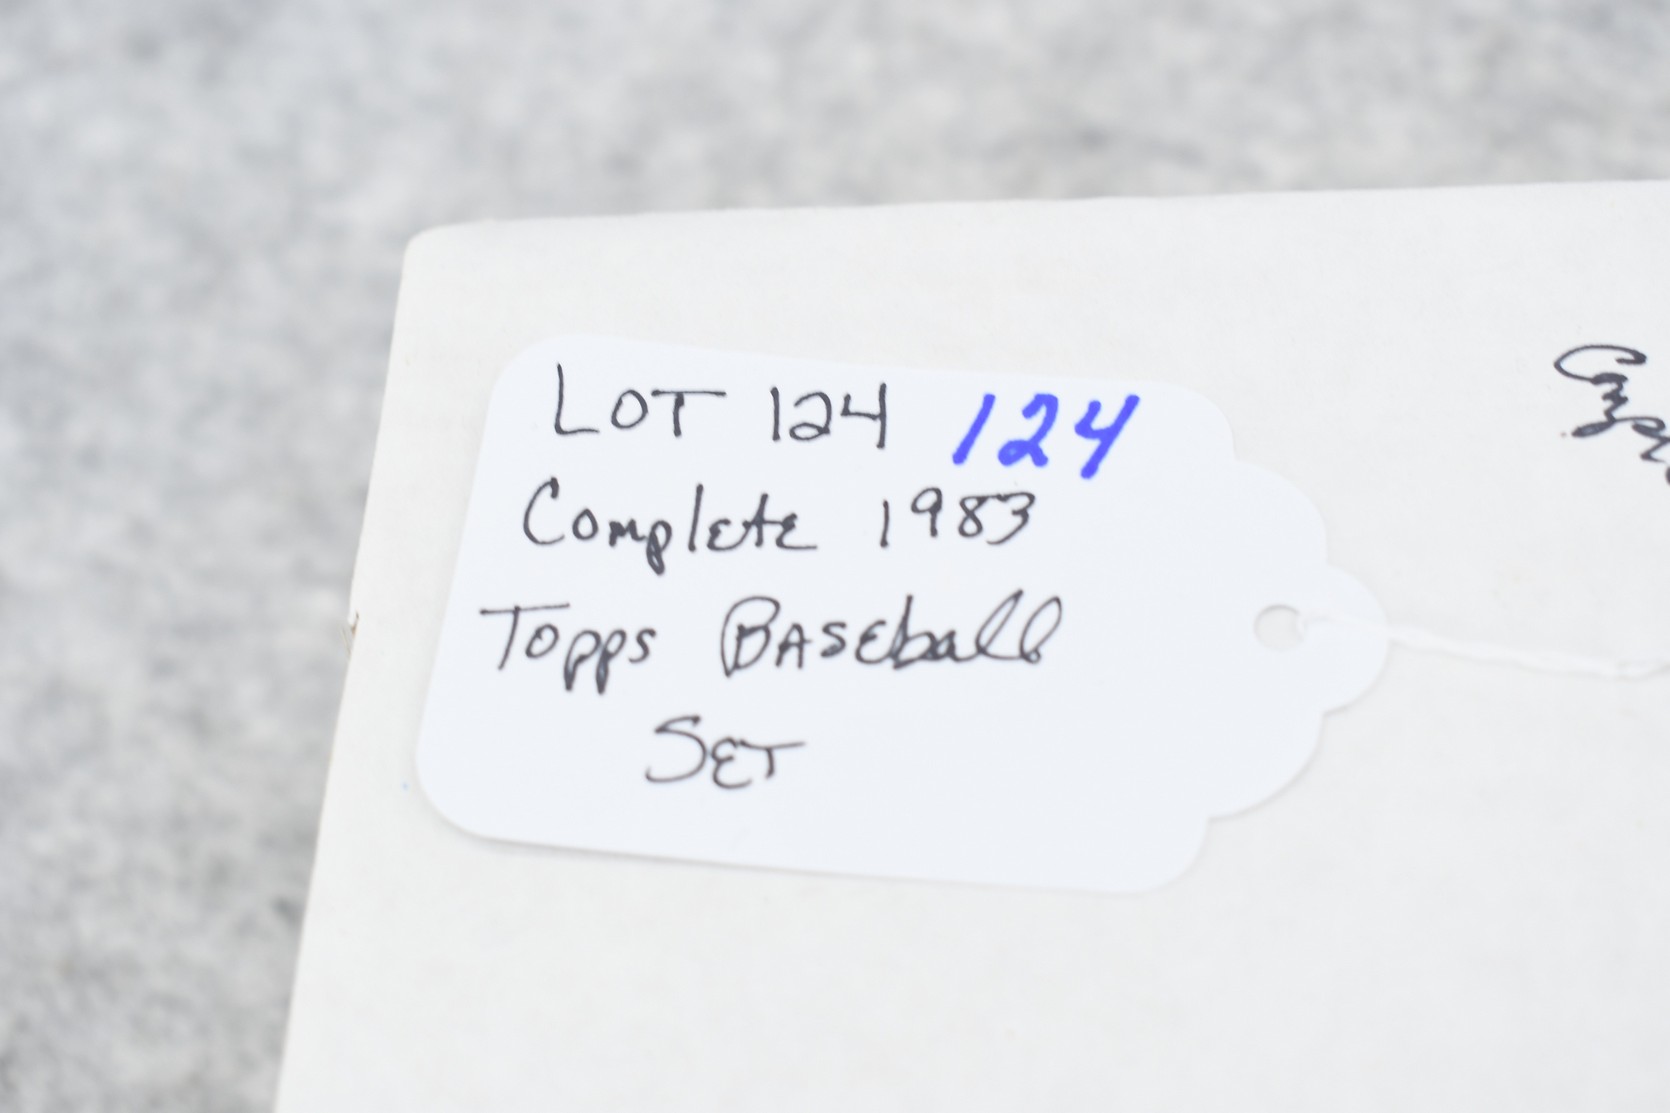 LOT 124 124
Complete 1983
Topps Baseball
Set